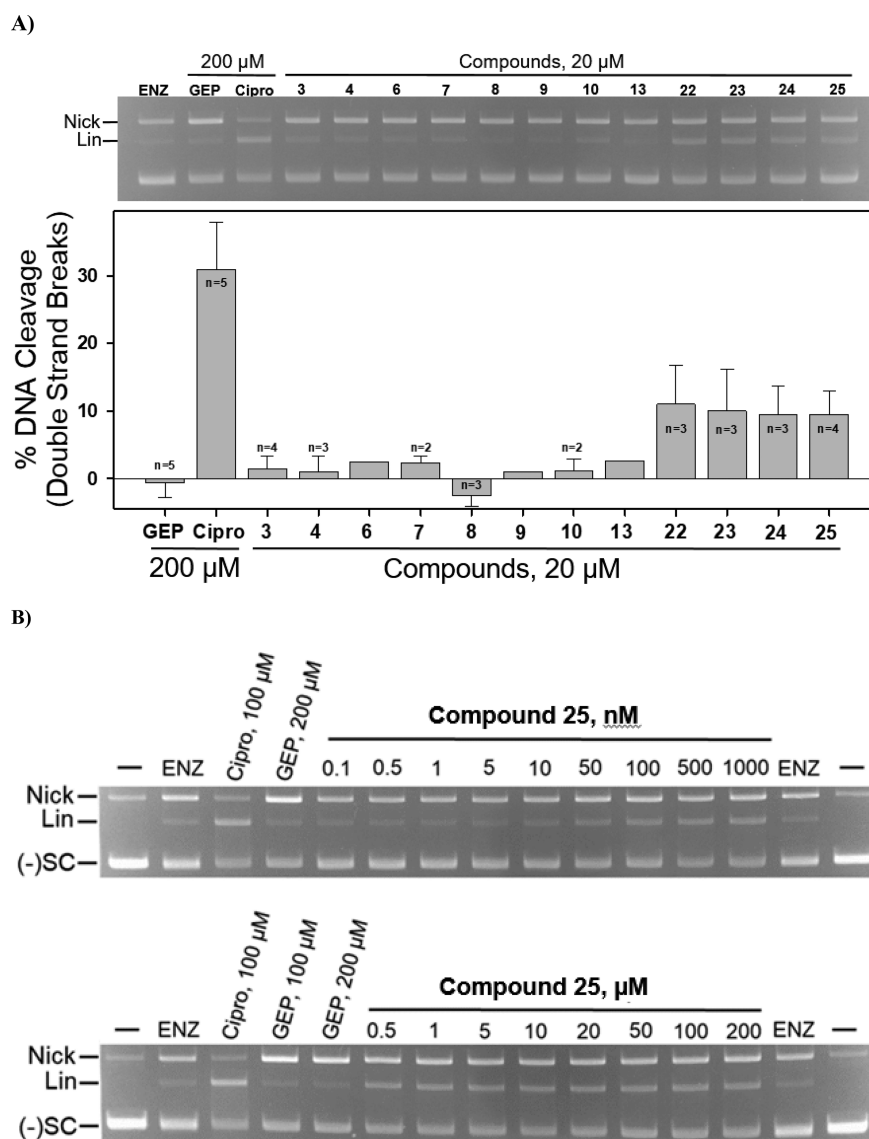 A)
200 µM Compounds, 20 µM
ENZ GEP Cipro 3 4 6 7 8 9 10 13 22 23 24 25
Nick
Lin
% DNA Cleavage
(Double Strand Breaks)
30
20
10
0
n=5 n=5 n=4 n=3 n=2 n=3 n=2 n=3 n=3 n=3 n=4
GEP Cipro 3 4 6 7 8 9 10 13 22 23 24 25
200 µM Compounds, 20 µM
B)
Cipro, 100 µM
GEP, 200 µM
Compound 25, nM
— ENZ 0.1 0.5 1 5 10 50 100 500 1000 ENZ —
Nick
Lin
(-)SC
Cipro, 100 µM
GEP, 100 µM
GEP, 200 µM
Compound 25, µM
— ENZ 0.5 1 5 10 20 50 100 200 ENZ —
Nick
Lin
(-)SC